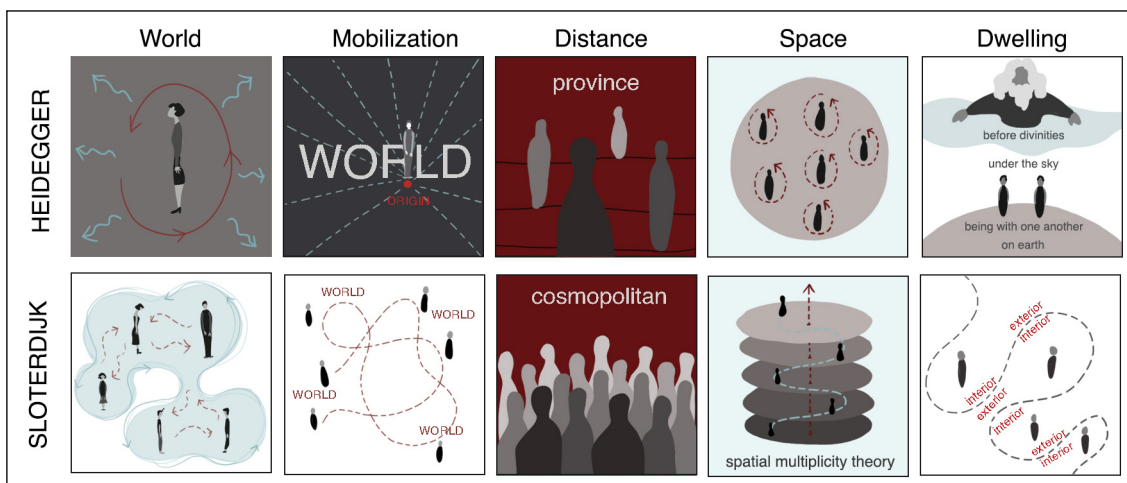 World
Mobilization
Distance
Space
Dwelling
HEIDEGGER
WORLD
ORIGIN
province
before divinities
under the sky
being with one another
on earth
SLOTERDIJK
WORLD
WORLD
WORLD
WORLD
cosmopolitan
spatial multiplicity theory
exterior
interior
interior
exterior
interior
exterior
interior